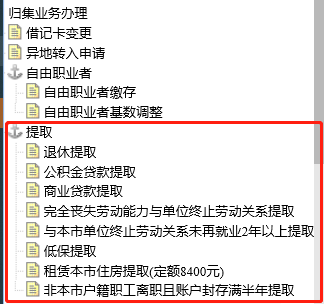 归集业务办理
借记卡变更
异地转入申请
自由职业者
自由职业者缴存
自由职业者基数调整
提取
退休提取
公积金贷款提取
商业贷款提取
完全丧失劳动能力与单位终止劳动关系提取
与本市单位终止劳动关系未再就业2年以上提取
低保提取
租赁本市住房提取(定额8400元)
非本市户籍职工离职且账户封存满半年提取